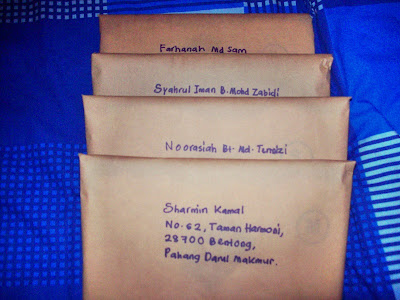 Farhanah Md Sam
Syahrul Iman B. Mohd Zabidi
Noorasiah Bt. Md.
Sharmin Kamal
No. 62, Taman Harmoni,
28700 Bentong,
Pahang Darul Makmur.